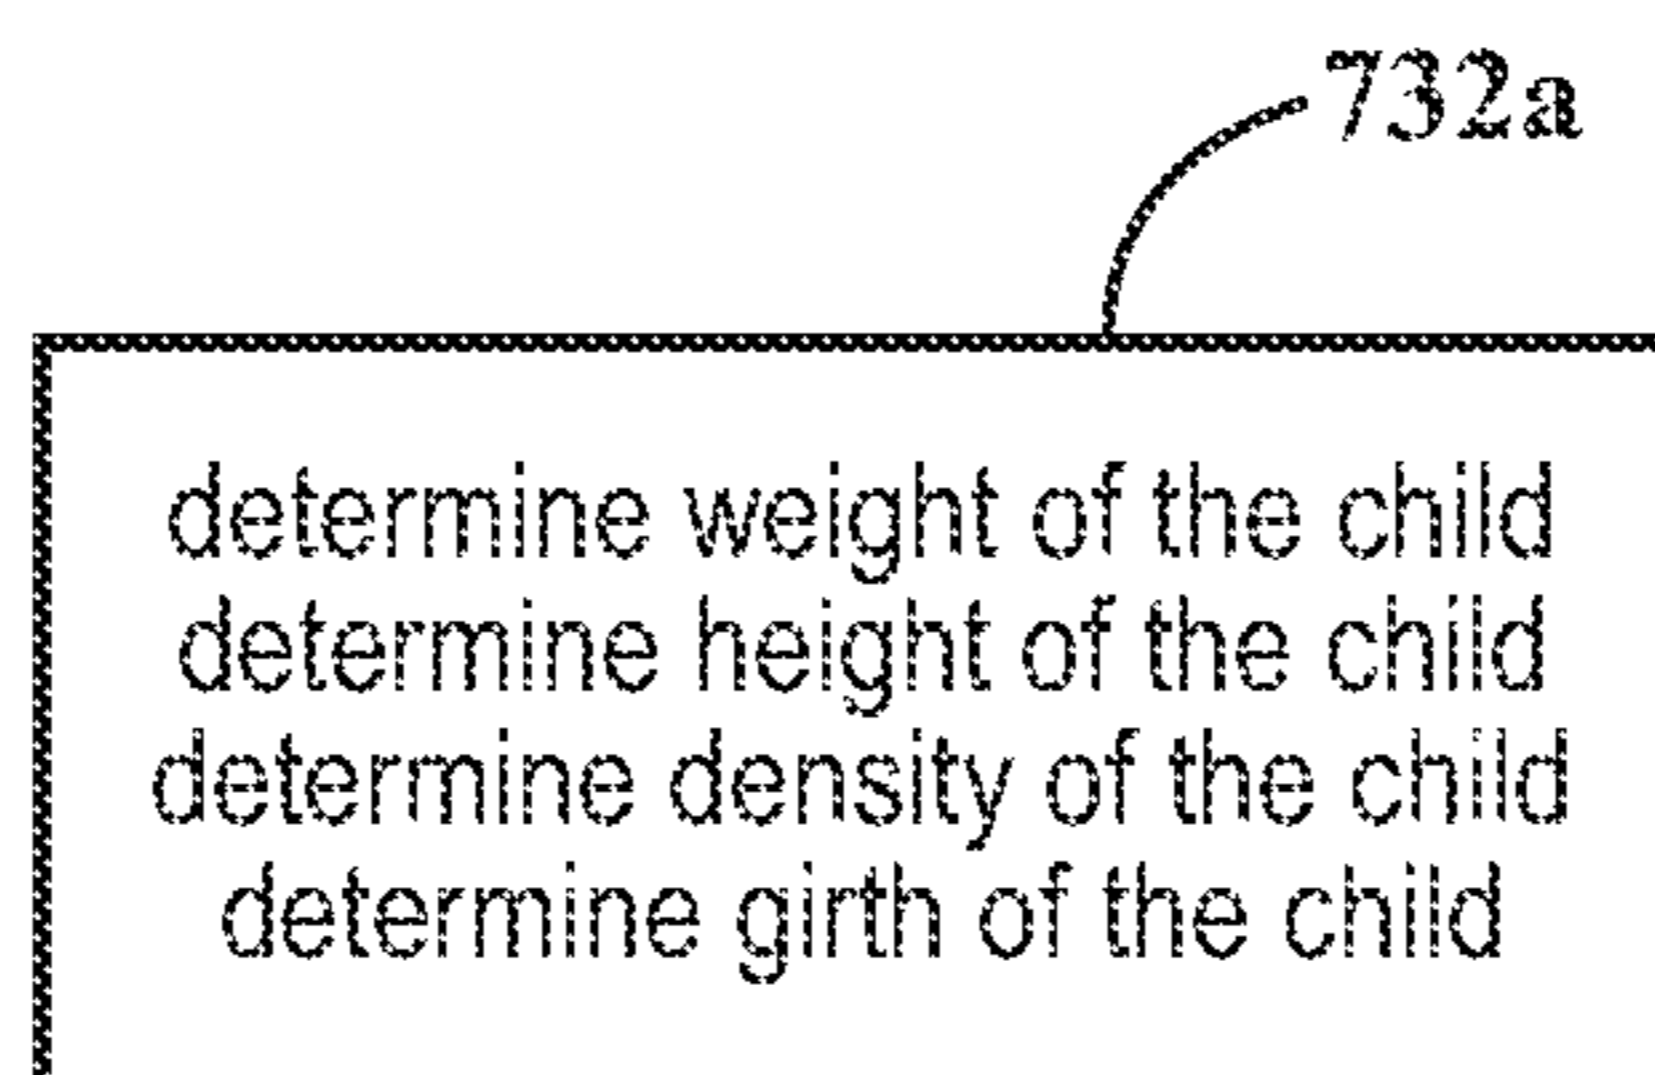 732a
determine weight of the child
determine height of the child
determine density of the child
determine girth of the child